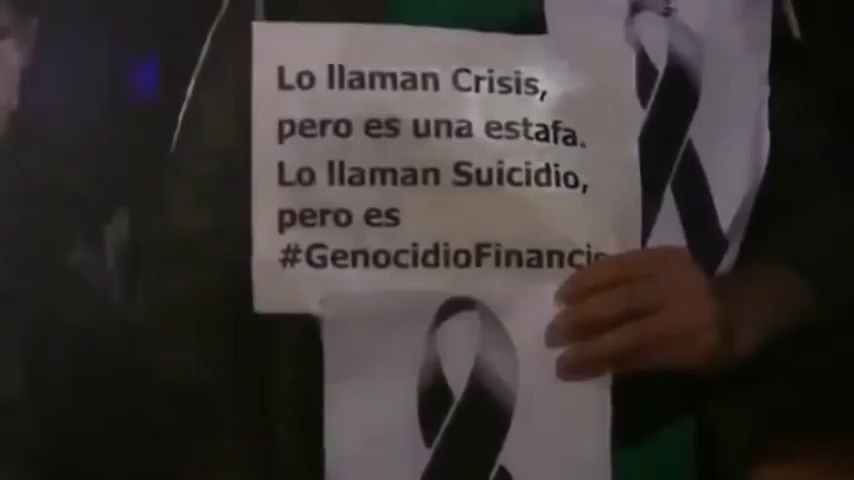 Lo llaman Crisis,
pero es una estafa.
Lo llaman Suicidio,
pero es
#GenocidioFinanci